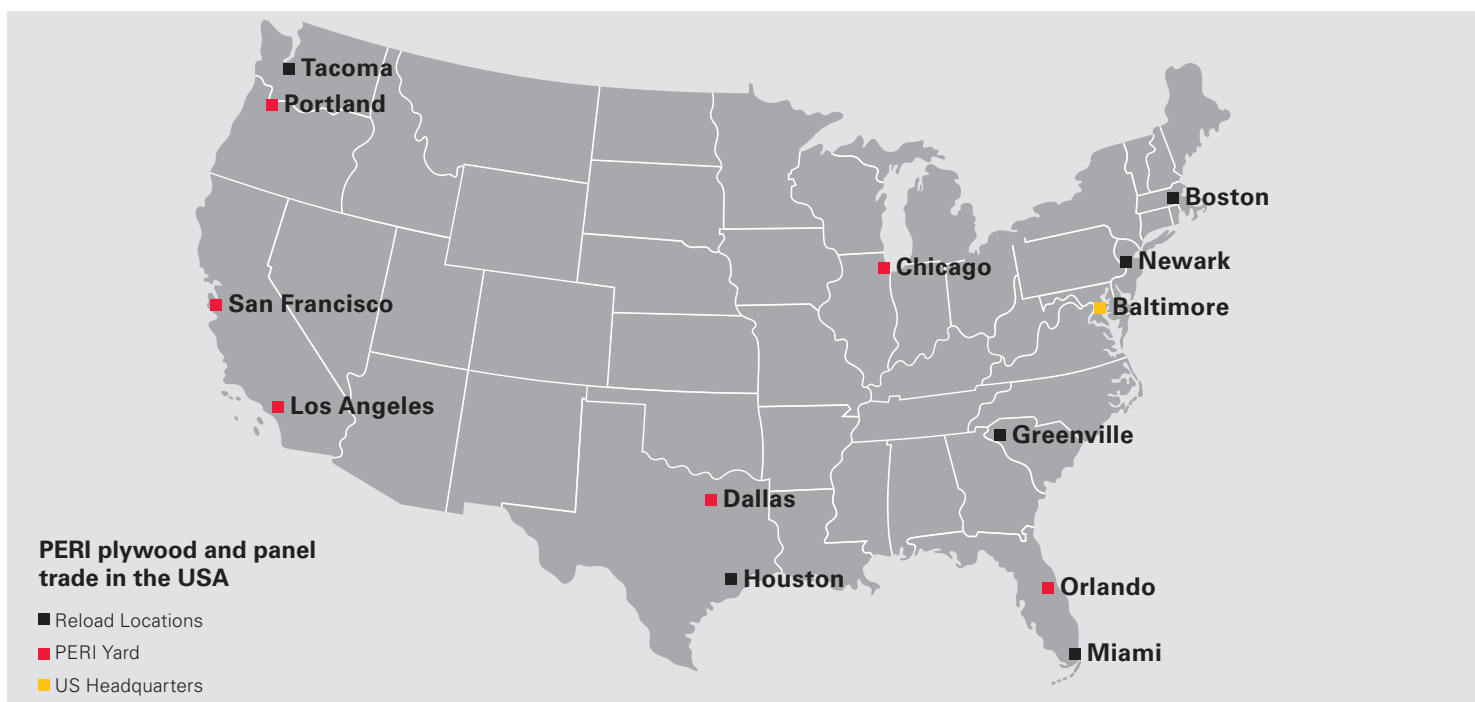 Tacoma
Portland
Boston
Newark
Chicago
San Francisco
Baltimore
Los Angeles
Greenville
Dallas
Houston
Orlando
Miami
PERI plywood and panel
trade in the USA
Reload Locations
PERI Yard
US Headquarters